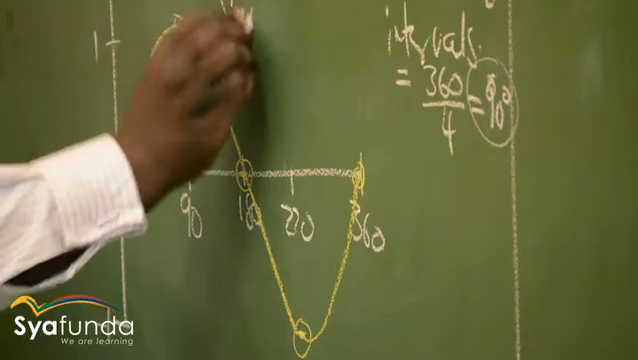 intervals
= 360/4 = 90°
1
90
180
270
360
Syafunda
We are learning